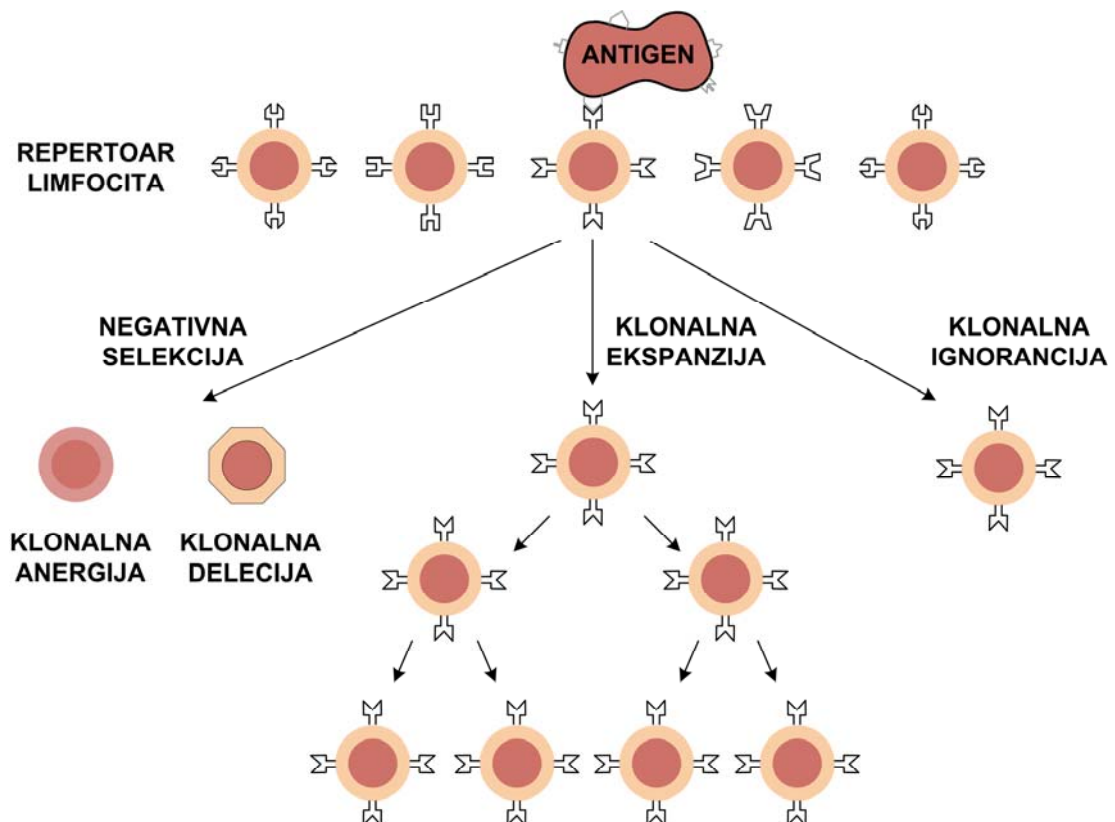 ANTIGEN
REPERTOAR
LIMFOCITA
NEGATIVNA
SELEKCIJA
KLONALNA
EKSPANZIJA
KLONALNA
IGNORANCIJA
KLONALNA
ANERGIJA
KLONALNA
DELECIJA